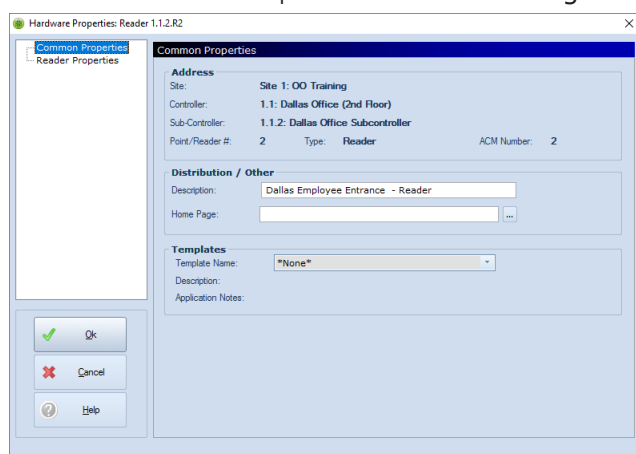 Hardware Properties: Reader 1.1.2.R2
Common Properties
Reader Properties
Common Properties
Address
Site: Site 1: OO Training
Controller: 1.1: Dallas Office (2nd Floor)
Sub-Controller: 1.1.2: Dallas Office Subcontroller
Point/Reader #: 2 Type: Reader ACM Number: 2
Distribution / Other
Description: Dallas Employee Entrance - Reader
Home Page: ...
Templates
Template Name: *None*
Description:
Application Notes:
Ok
Cancel
Help